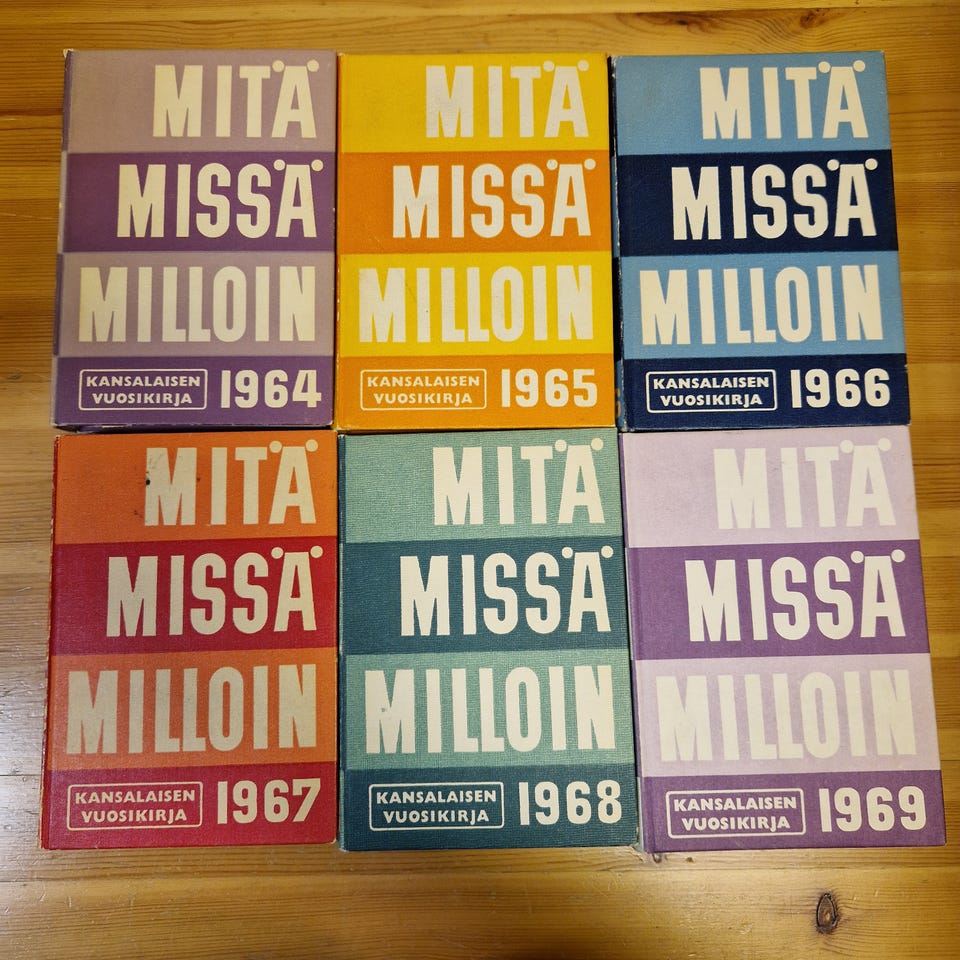 MITÄ
MISSÄ
MILLOIN
KANSALAISEN
VUOSIKIRJA
1964
MITÄ
MISSÄ
MILLOIN
KANSALAISEN
VUOSIKIRJA
1965
MITÄ
MISSÄ
MILLOIN
KANSALAISEN
VUOSIKIRJA
1966
MITÄ
MISSÄ
MILLOIN
KANSALAISEN
VUOSIKIRJA
1967
MITÄ
MISSÄ
MILLOIN
KANSALAISEN
VUOSIKIRJA
1968
MITÄ
MISSÄ
MILLOIN
KANSALAISEN
VUOSIKIRJA
1969